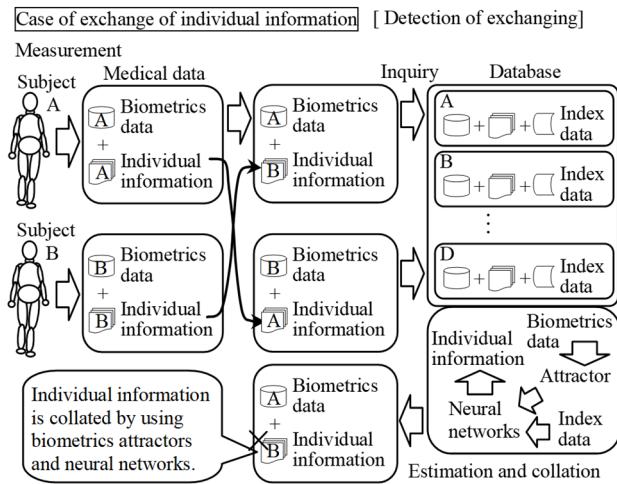 Case of exchange of individual information [ Detection of exchanging]
Measurement
Subject
A
Medical data
Inquiry
Database
Biometrics
data
A
+
A
Individual
information
Biometrics
data
A
+
B
Individual
information
A
+ +
Index
data
B
+ +
Index
data
⋮
D
+ +
Index
data
Subject
B
Biometrics
data
B
+
B
Individual
information
Biometrics
data
B
+
A
Individual
information
Biometrics
data
Individual
information
Attractor
Neural
networks
Index
data
Individual information
is collated by using
biometrics attractors
and neural networks.
Biometrics
data
A
+
B
Individual
information
Estimation and collation